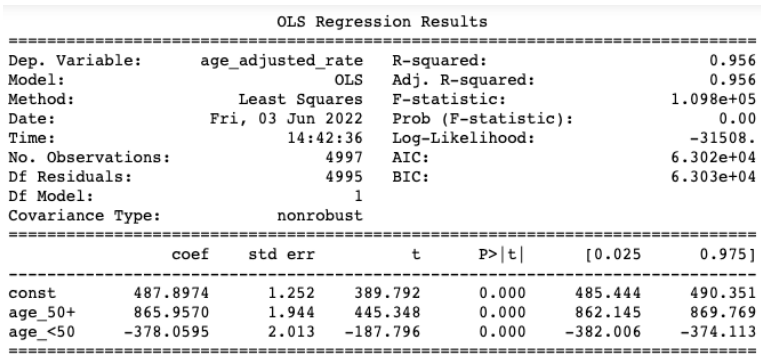 OLS Regression Results
==============================================================================
Dep. Variable: age_adjusted_rate R-squared: 0.956
Model: OLS Adj. R-squared: 0.956
Method: Least Squares F-statistic: 1.098e+05
Date: Fri, 03 Jun 2022 Prob (F-statistic): 0.00
Time: 14:42:36 Log-Likelihood: -31508.
No. Observations: 4997 AIC: 6.302e+04
Df Residuals: 4995 BIC: 6.303e+04
Df Model: 1
Covariance Type: nonrobust
==============================================================================
coef std err t P>|t| [0.025 0.975]
------------------------------------------------------------------------------
const 487.8974 1.252 389.792 0.000 485.444 490.351
age_50+ 865.9570 1.944 445.348 0.000 862.145 869.769
age_<50 -378.0595 2.013 -187.796 0.000 -382.006 -374.113
==============================================================================